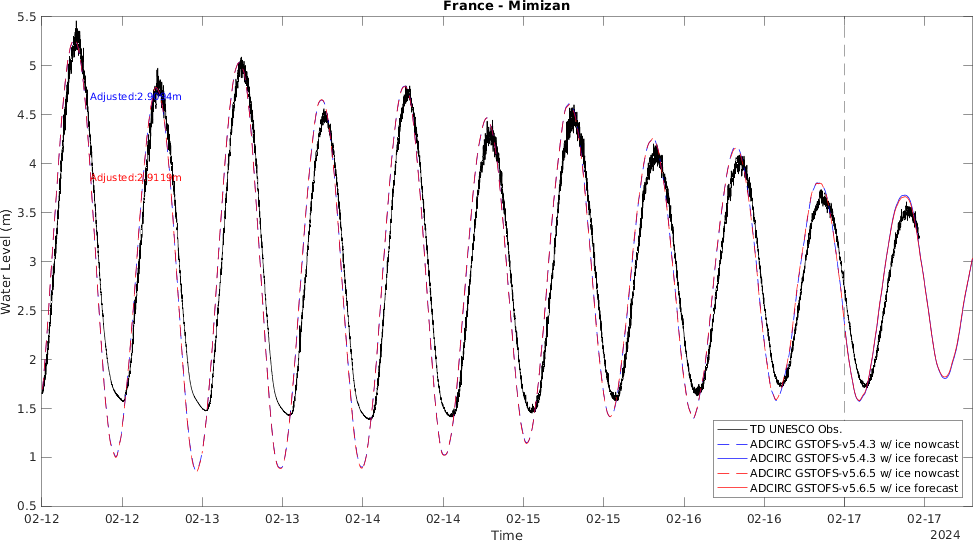 France - Mimizan
5.5
5
4.5
4
3.5
3
2.5
2
1.5
1
0.5
Water Level (m)
Adjusted:2.9119m
TD UNESCO Obs.
ADCIRC GSTOFS-v5.4.3 w/ ice nowcast
ADCIRC GSTOFS-v5.4.3 w/ ice forecast
ADCIRC GSTOFS-v5.6.5 w/ ice nowcast
ADCIRC GSTOFS-v5.6.5 w/ ice forecast
02-12 02-12 02-13 02-13 02-14 02-14 02-15 02-15 02-16 02-16 02-17 02-17
Time
2024